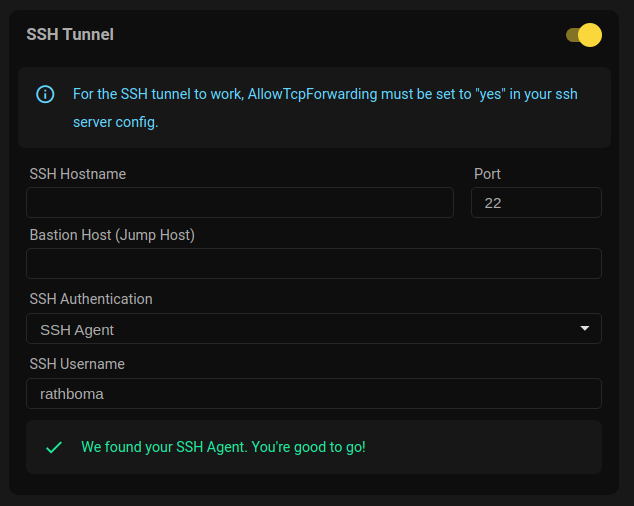 SSH Tunnel
For the SSH tunnel to work, AllowTcpForwarding must be set to "yes" in your ssh
server config.
SSH Hostname
Port
22
Bastion Host (Jump Host)
SSH Authentication
SSH Agent
SSH Username
rathboma
We found your SSH Agent. You're good to go!